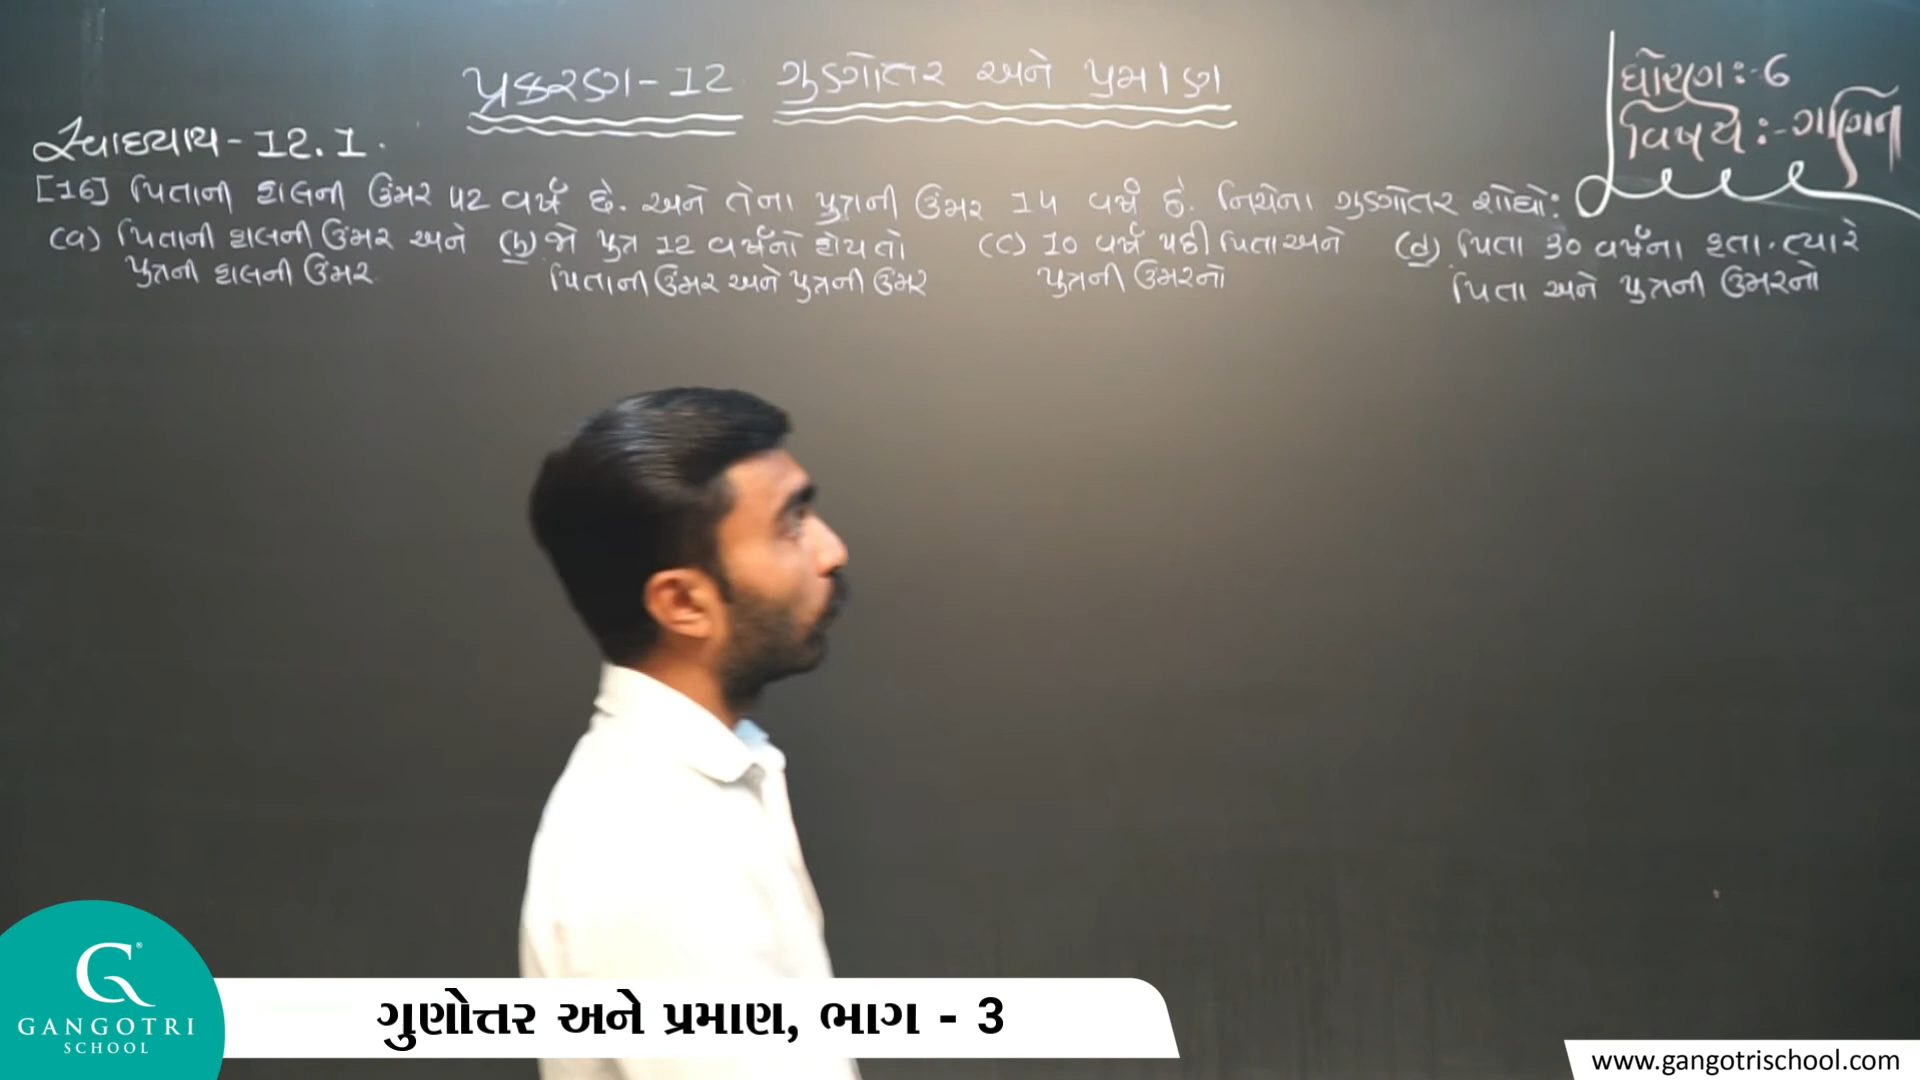 પ્રકરણ-12 ગુણોતર અને પ્રમાણ
ધોરણ:-6
વિષય:-ગણિત
સ્વાધ્યાય-12.1.
[16] પિતાની હાલની ઉંમર 42 વર્ષ છે. અને તેના પુત્રની ઉંમર 14 વર્ષ છે. નિચેના ગુણોતર શોધો:
(a) પિતાની હાલની ઉંમર અને પુત્રની હાલની ઉંમર
(b) જો પુત્ર 12 વર્ષનો હોય તો પિતાની ઉંમર અને પુત્રની ઉંમર
(c) 10 વર્ષ પછી પિતા અને પુત્રની ઉંમરનો
(d) પિતા 30 વર્ષના હતા. ત્યારે પિતા અને પુત્રની ઉંમરનો
GANGOTRI
SCHOOL
ગુણોત્તર અને પ્રમાણ, ભાગ - 3
www.gangotrischool.com